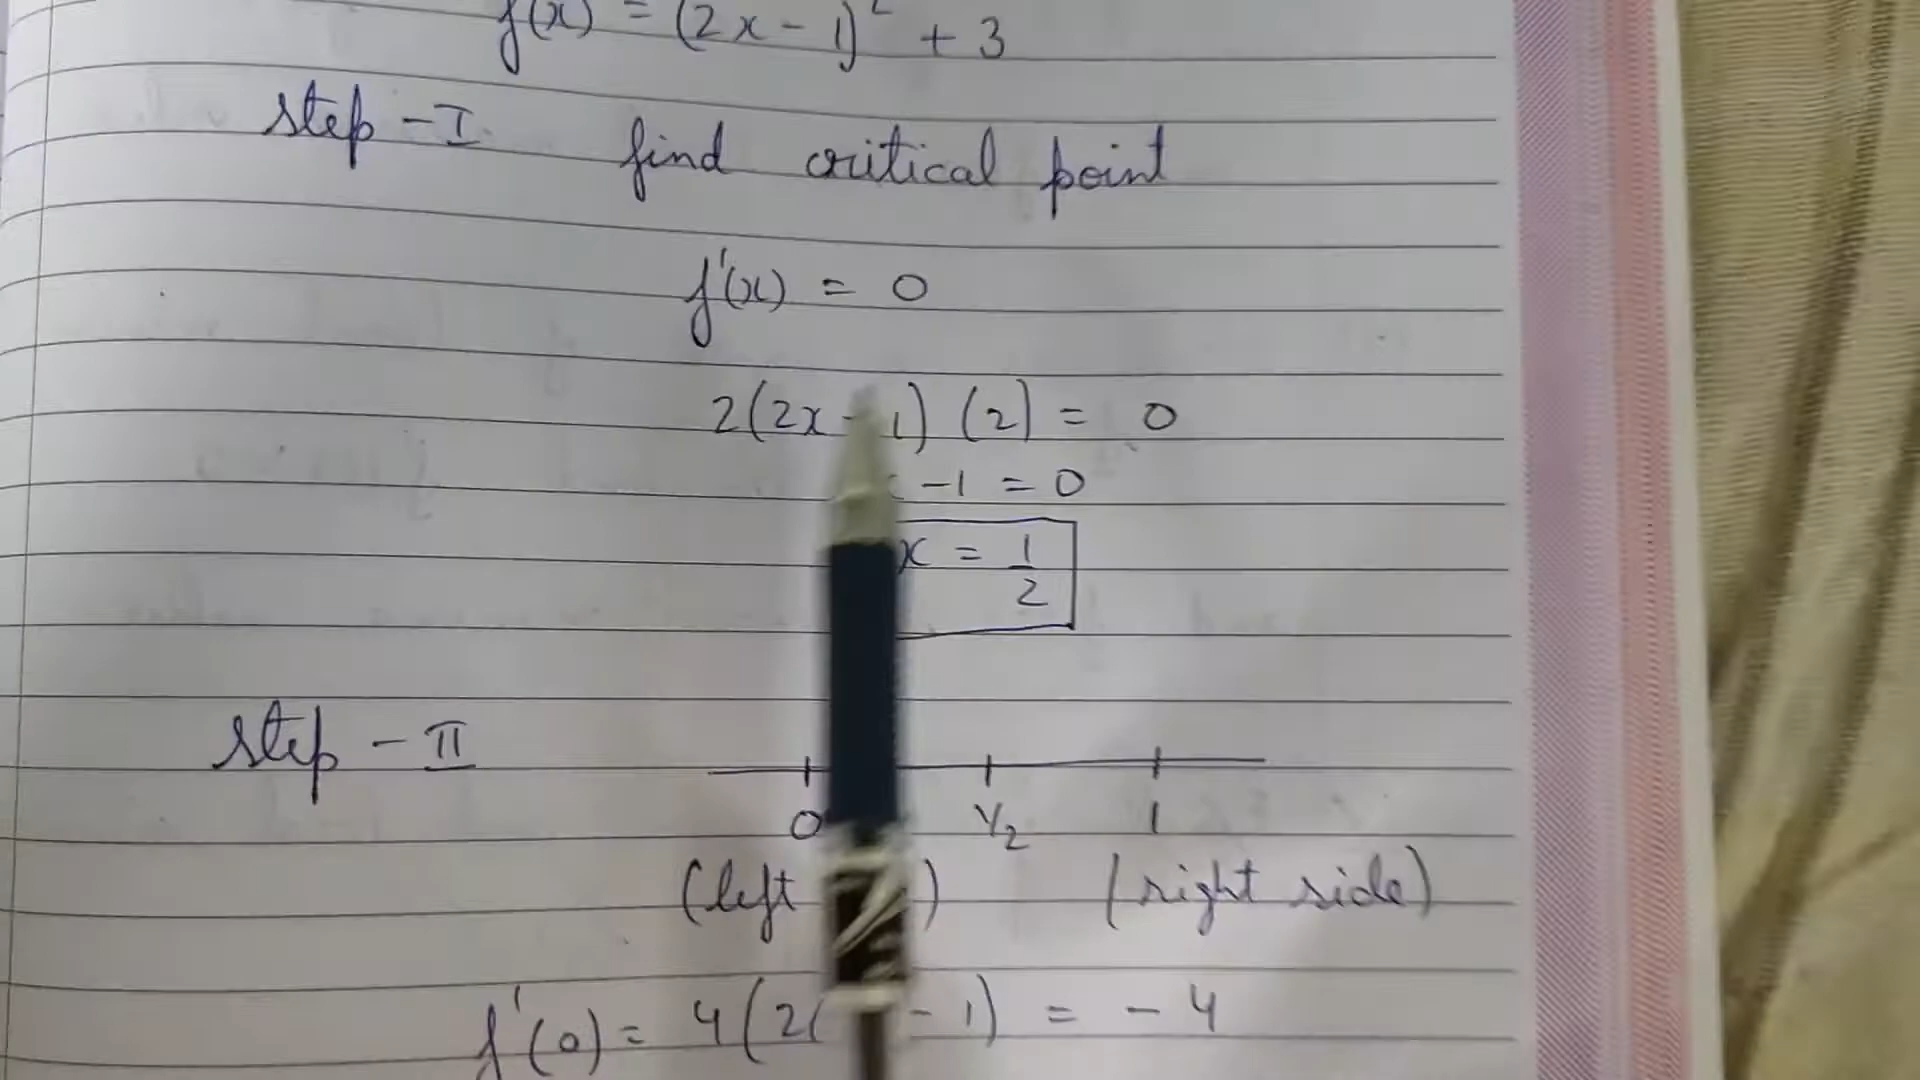 f(x) = (2x - 1)² + 3
step - I find critical point
f'(x) = 0
2(2x - 1) (2) = 0
-1 = 0
x = 1/2
step - II
0 1/2 1
(left ) (right side)
f'(0) = 4(2( - 1) = - 4